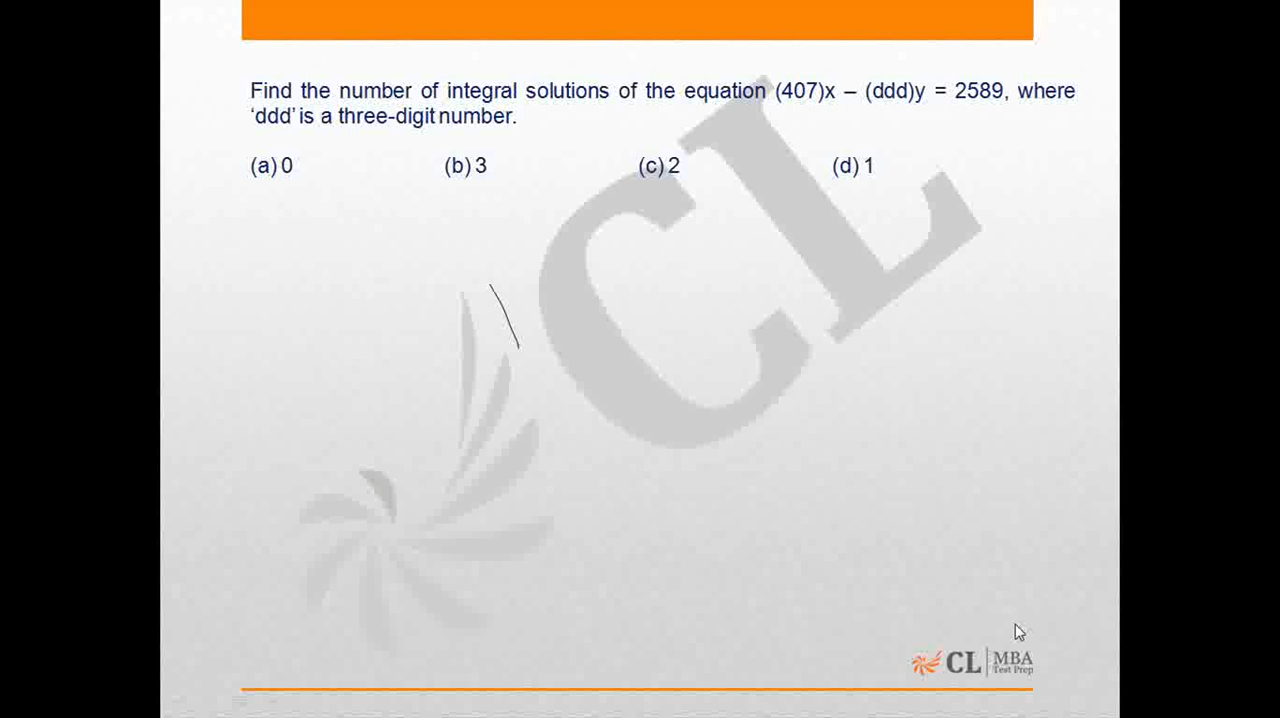 Find the number of integral solutions of the equation (407)x – (ddd)y = 2589, where
‘ddd’ is a three-digit number.
(a) 0 (b) 3 (c) 2 (d) 1
CL
CL MBA
Test Prep